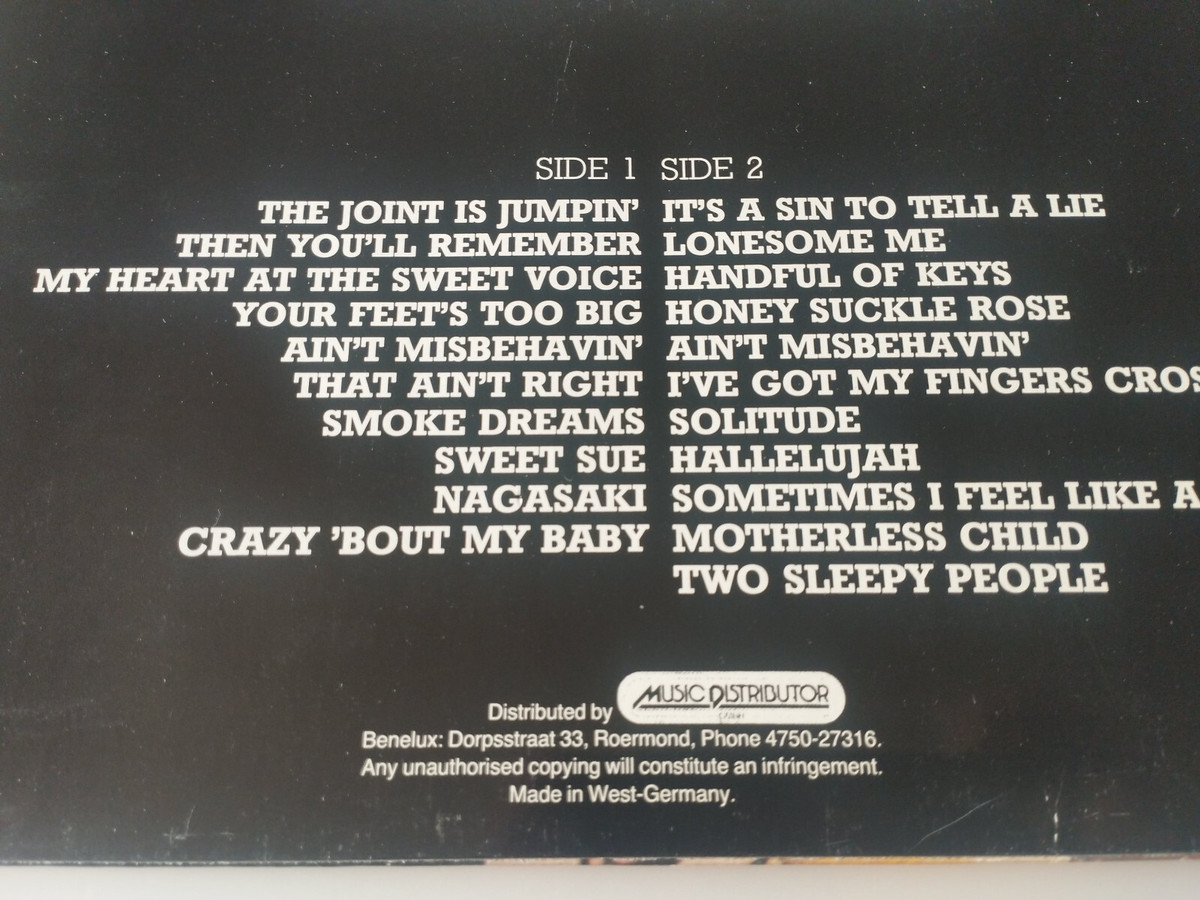 SIDE 1
THE JOINT IS JUMPIN'
THEN YOU'LL REMEMBER
MY HEART AT THE SWEET VOICE
YOUR FEET'S TOO BIG
AIN'T MISBEHAVIN'
THAT AIN'T RIGHT
SMOKE DREAMS
SWEET SUE
NAGASAKI
CRAZY 'BOUT MY BABY
SIDE 2
IT'S A SIN TO TELL A LIE
LONESOME ME
HANDFUL OF KEYS
HONEY SUCKLE ROSE
AIN'T MISBEHAVIN'
I'VE GOT MY FINGERS CROS
SOLITUDE
HALLELUJAH
SOMETIMES I FEEL LIKE A
MOTHERLESS CHILD
TWO SLEEPY PEOPLE
Distributed by MUSIC DISTRIBUTOR
Benelux: Dorpsstraat 33, Roermond, Phone 4750-27316.
Any unauthorised copying will constitute an infringement.
Made in West-Germany.